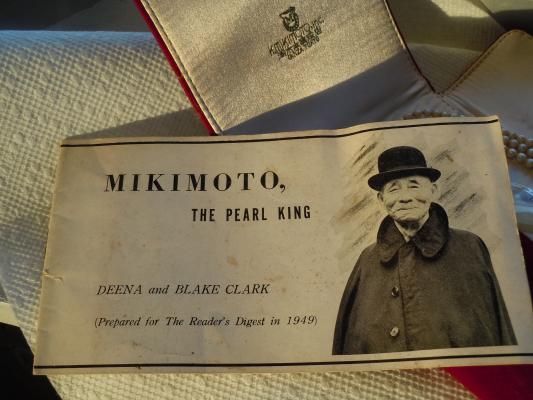 MIKIMOTO,
THE PEARL KING
DEENA and BLAKE CLARK
(Prepared for The Reader's Digest in 1949)